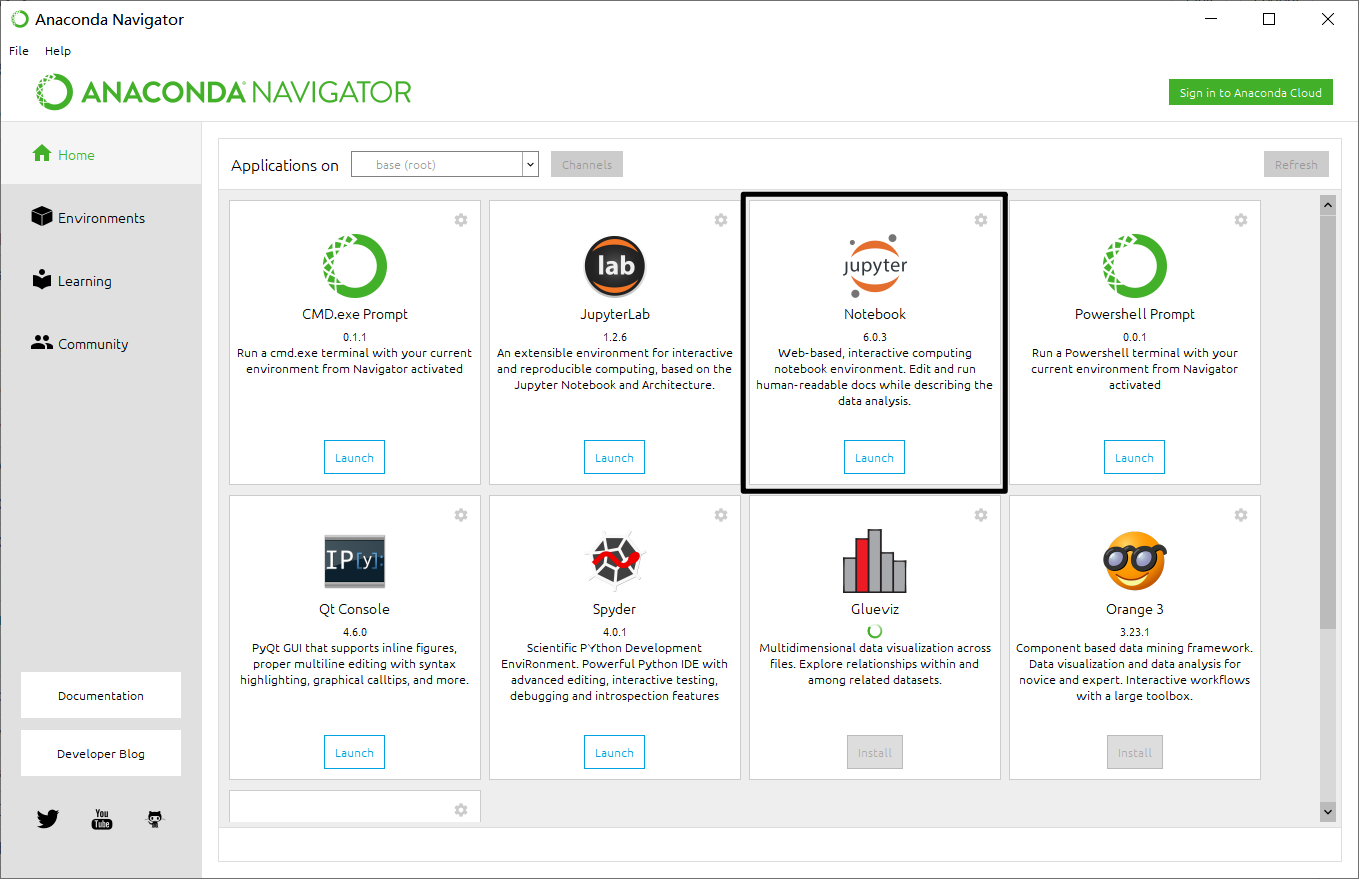 Anaconda Navigator
File Help
ANACONDA NAVIGATOR
Sign in to Anaconda Cloud
Home
Environments
Learning
Community
Documentation
Developer Blog
You
Tube
Applications on
base (root)
Channels
Refresh
CMD.exe Prompt
0.1.1
Run a cmd.exe terminal with your current
environment from Navigator activated
Launch
lab
JupyterLab
1.2.6
An extensible environment for interactive
and reproducible computing, based on the
Jupyter Notebook and Architecture.
Launch
jupyter
Notebook
6.0.3
Web-based, interactive computing
notebook environment. Edit and run
human-readable docs while describing the
data analysis.
Launch
Powershell Prompt
0.0.1
Run a Powershell terminal with your
current environment from Navigator
activated
Launch
IP[y]:
Qt Console
4.6.0
PyQt GUI that supports inline figures,
proper multiline editing with syntax
highlighting, graphical calltips, and more.
Launch
Spyder
4.0.1
Scientific PYthon Development
EnviRonment. Powerful Python IDE with
advanced editing, interactive testing,
debugging and introspection features
Launch
Glueviz
Multidimensional data visualization across
files. Explore relationships within and
among related datasets.
Install
Orange 3
3.23.1
Component based data mining framework.
Data visualization and data analysis for
novice and expert. Interactive workflows
with a large toolbox.
Install